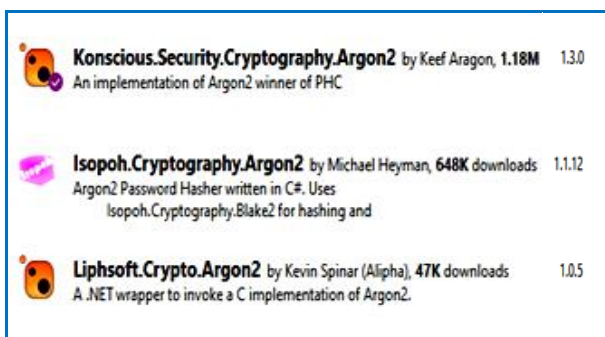 Konscious.Security.Cryptography.Argon2 by Keef Aragon, 1.18M 1.3.0
An implementation of Argon2 winner of PHC
Isopoh.Cryptography.Argon2 by Michael Heyman, 648K downloads 1.1.12
Argon2 Password Hasher written in C#. Uses
Isopoh.Cryptography.Blake2 for hashing and
Liphsoft.Crypto.Argon2 by Kevin Spinar (Alipha), 47K downloads 1.0.5
A .NET wrapper to invoke a C implementation of Argon2.